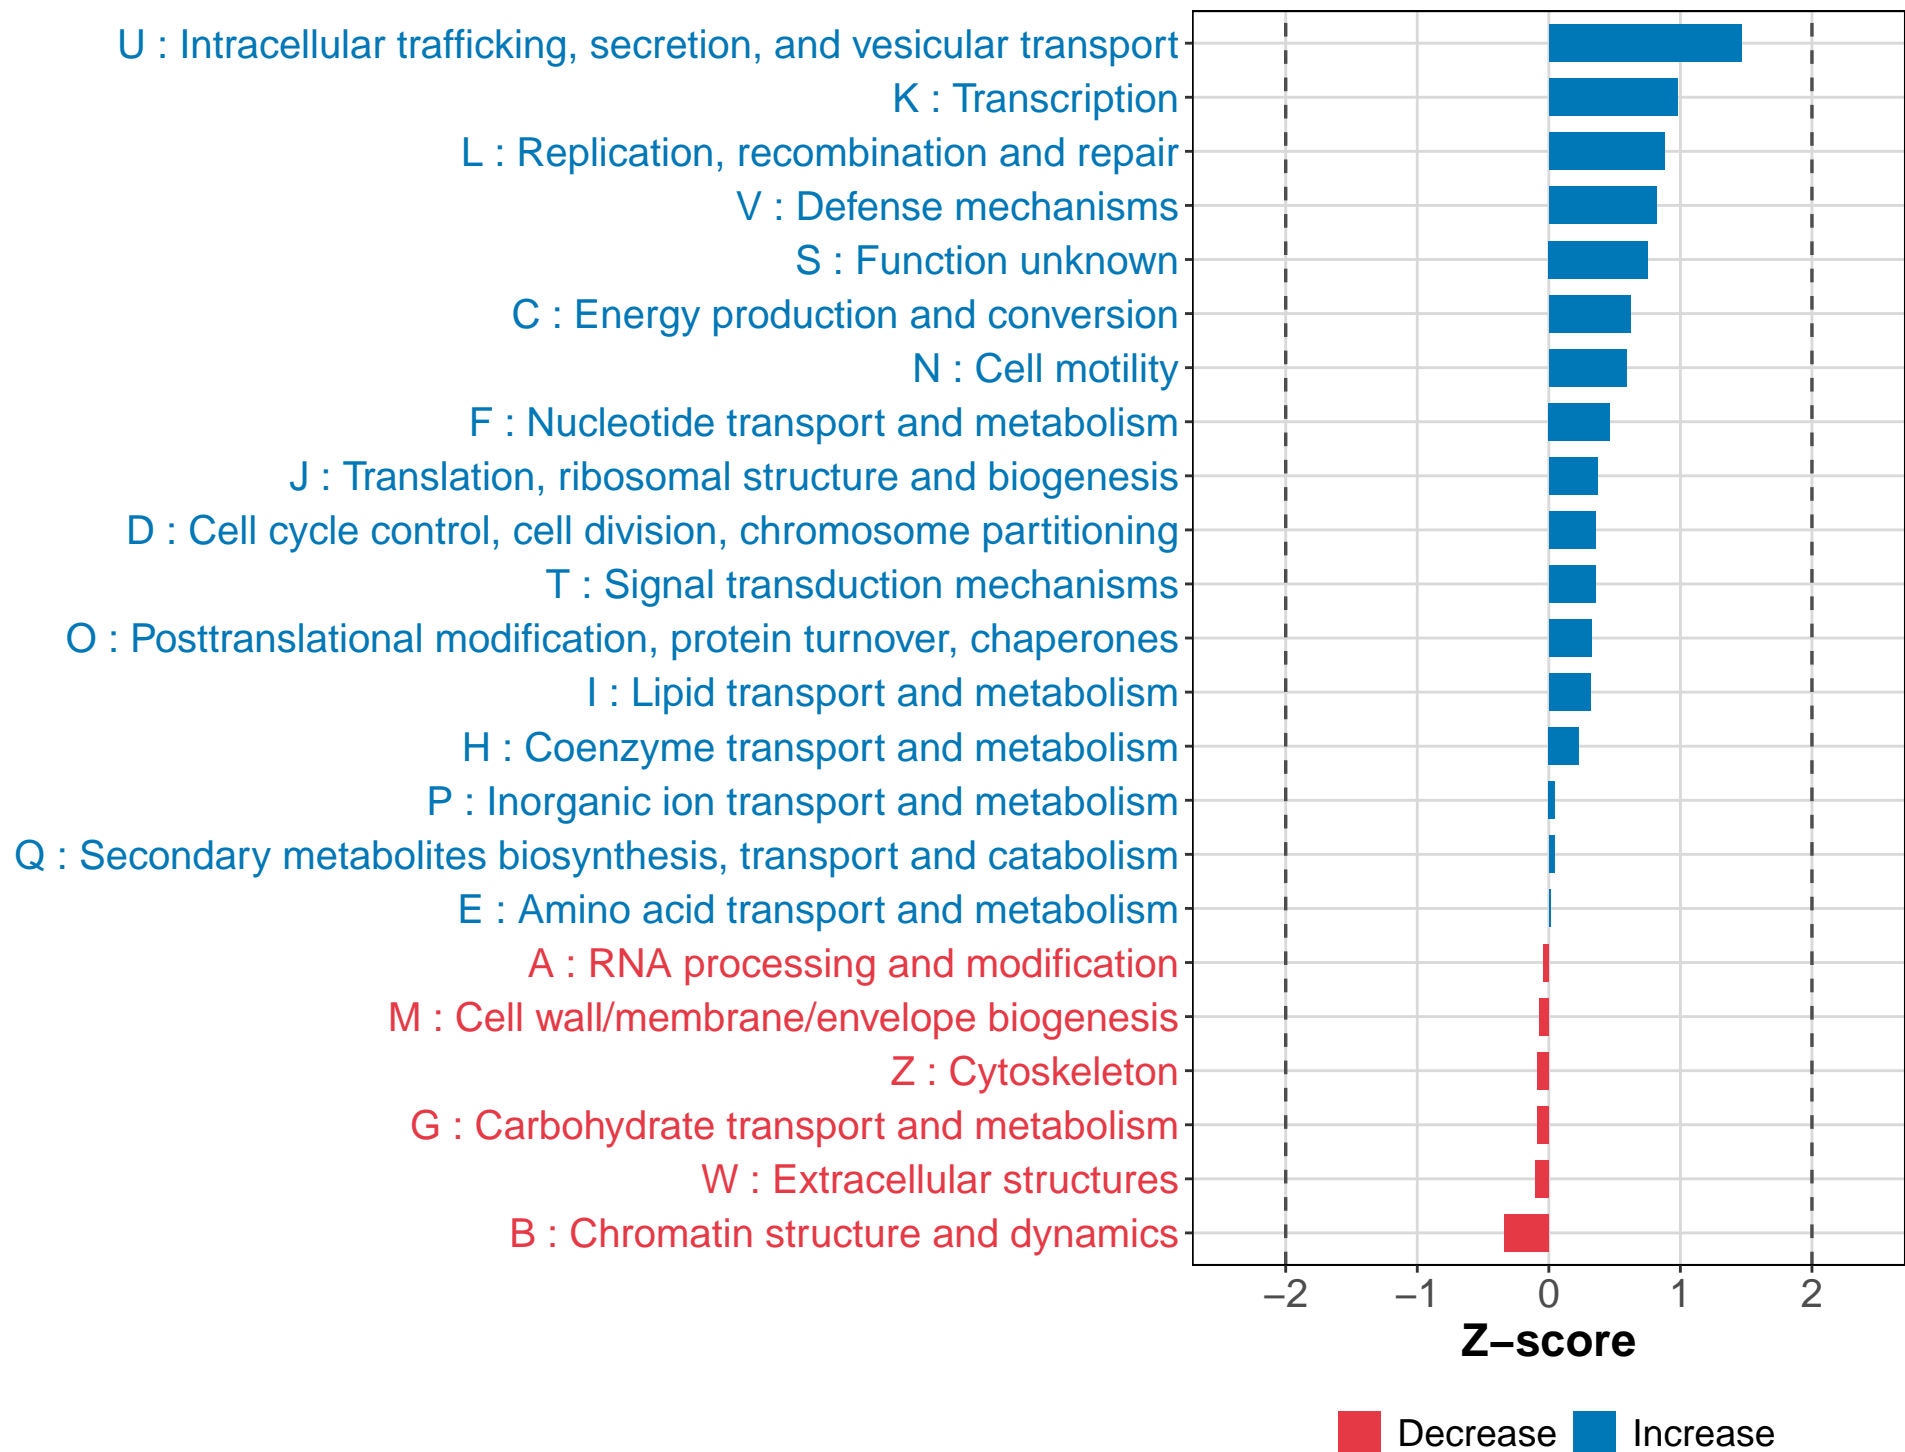 U : Intracellular trafficking, secretion, and vesicular transport
K : Transcription
L : Replication, recombination and repair
V : Defense mechanisms
S : Function unknown
C : Energy production and conversion
N : Cell motility
F : Nucleotide transport and metabolism
J : Translation, ribosomal structure and biogenesis
D : Cell cycle control, cell division, chromosome partitioning
T : Signal transduction mechanisms
O : Posttranslational modification, protein turnover, chaperones
I : Lipid transport and metabolism
H : Coenzyme transport and metabolism
P : Inorganic ion transport and metabolism
Q : Secondary metabolites biosynthesis, transport and catabolism
E : Amino acid transport and metabolism
A : RNA processing and modification
M : Cell wall/membrane/envelope biogenesis
Z : Cytoskeleton
G : Carbohydrate transport and metabolism
W : Extracellular structures
B : Chromatin structure and dynamics
−2 −1 0 1 2
Z−score
Decrease Increase